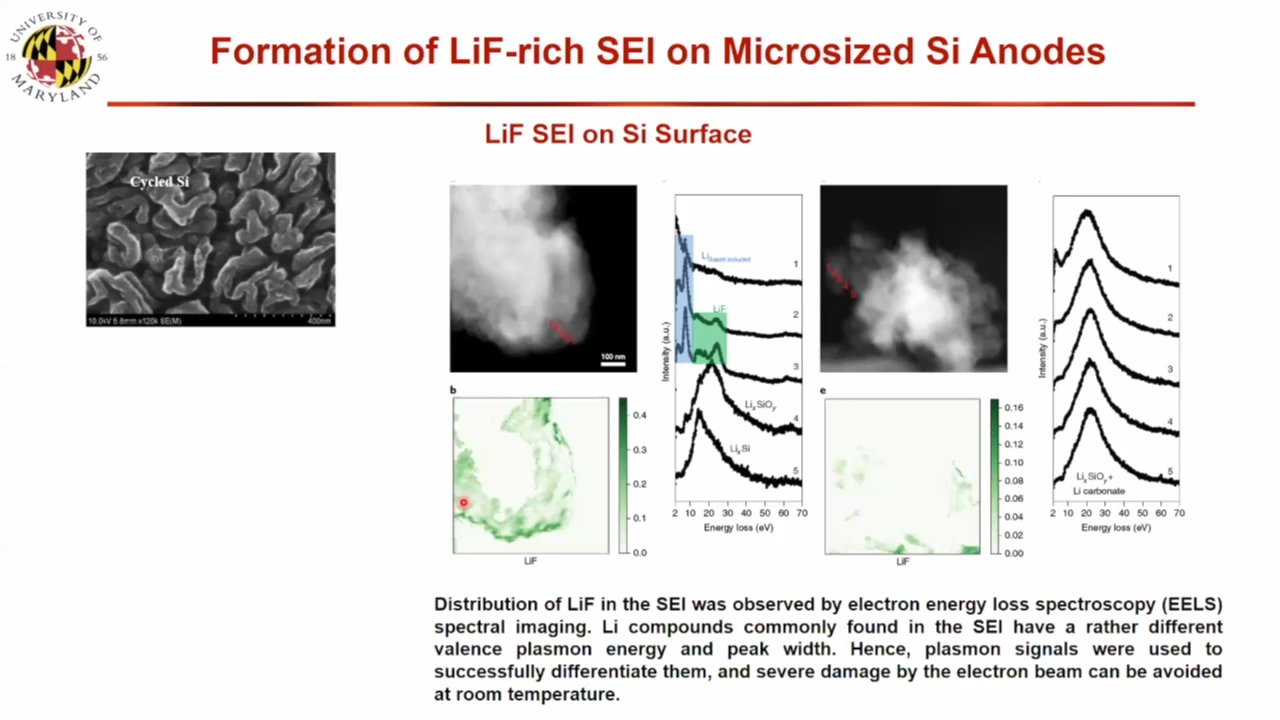 UNIVERSITY OF
18 56
MARYLAND
Formation of LiF-rich SEI on Microsized Si Anodes
LiF SEI on Si Surface
Cycled Si
10.0kV 5.8mm x120k SE(M) 400nm
100 nm
Intensity (a.u.)
Li beam induced
LiF
LixSiOy
LixSi
1
2
3
4
5
2 10 20 30 40 50 60 70
Energy loss (eV)
Intensity (a.u.)
1
2
3
4
5
LixSiOy+
Li carbonate
2 10 20 30 40 50 60 70
Energy loss (eV)
b
0.4
0.3
0.2
0.1
0.0
LiF
e
0.16
0.14
0.12
0.10
0.08
0.06
0.04
0.02
0.00
LiF
Distribution of LiF in the SEI was observed by electron energy loss spectroscopy (EELS)
spectral imaging. Li compounds commonly found in the SEI have a rather different
valence plasmon energy and peak width. Hence, plasmon signals were used to
successfully differentiate them, and severe damage by the electron beam can be avoided
at room temperature.